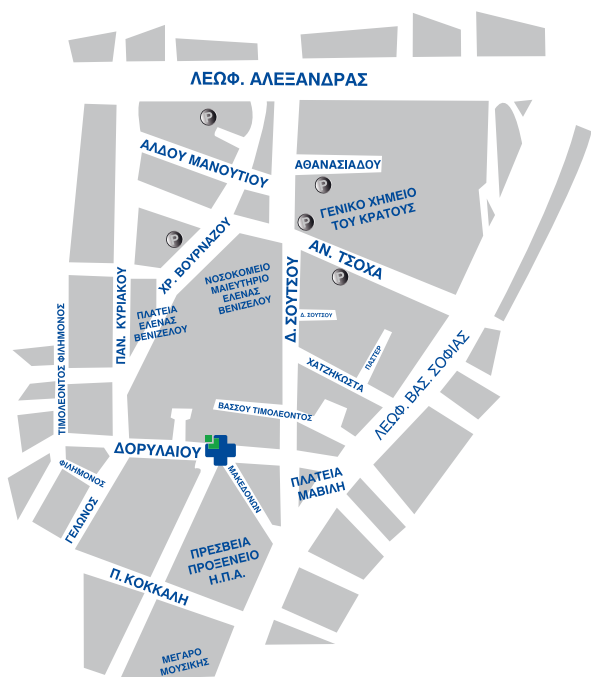 ΛΕΩΦ. ΑΛΕΞΑΝΔΡΑΣ
P
ΑΛΔΟΥ ΜΑΝΟΥΤΙΟΥ
ΑΘΑΝΑΣΙΑΔΟΥ
P
ΓΕΝΙΚΟ ΧΗΜΕΙΟ
ΤΟΥ ΚΡΑΤΟΥΣ
P
P
ΧΡ. ΒΟΥΡΝΑΖΟΥ
ΑΝ. ΤΣΟΧΑ
P
ΝΟΣΟΚΟΜΕΙΟ
ΜΑΙΕΥΤΗΡΙΟ
ΕΛΕΝΑΣ
ΒΕΝΙΖΕΛΟΥ
Δ. ΣΟΥΤΣΟΥ
ΠΑΝ. ΚΥΡΙΑΚΟΥ
ΠΛΑΤΕΙΑ
ΕΛΕΝΑΣ
ΒΕΝΙΖΕΛΟΥ
Δ. ΣΟΥΤΣΟΥ
ΤΙΜΟΛΕΟΝΤΟΣ ΦΙΛΗΜΟΝΟΣ
ΠΑΣΤΕΡ
ΧΑΤΖΗΚΩΣΤΑ
ΛΕΩΦ. ΒΑΣ. ΣΟΦΙΑΣ
ΒΑΣΣΟΥ ΤΙΜΟΛΕΟΝΤΟΣ
ΔΟΡΥΛΑΙΟΥ
ΦΙΛΗΜΟΝΟΣ
ΜΑΚΕΔΟΝΩΝ
ΠΛΑΤΕΙΑ
ΜΑΒΙΛΗ
ΓΕΛΩΝΟΣ
ΠΡΕΣΒΕΙΑ
ΠΡΟΞΕΝΕΙΟ
Η.Π.Α.
Π. ΚΟΚΚΑΛΗ
ΜΕΓΑΡΟ
ΜΟΥΣΙΚΗΣ